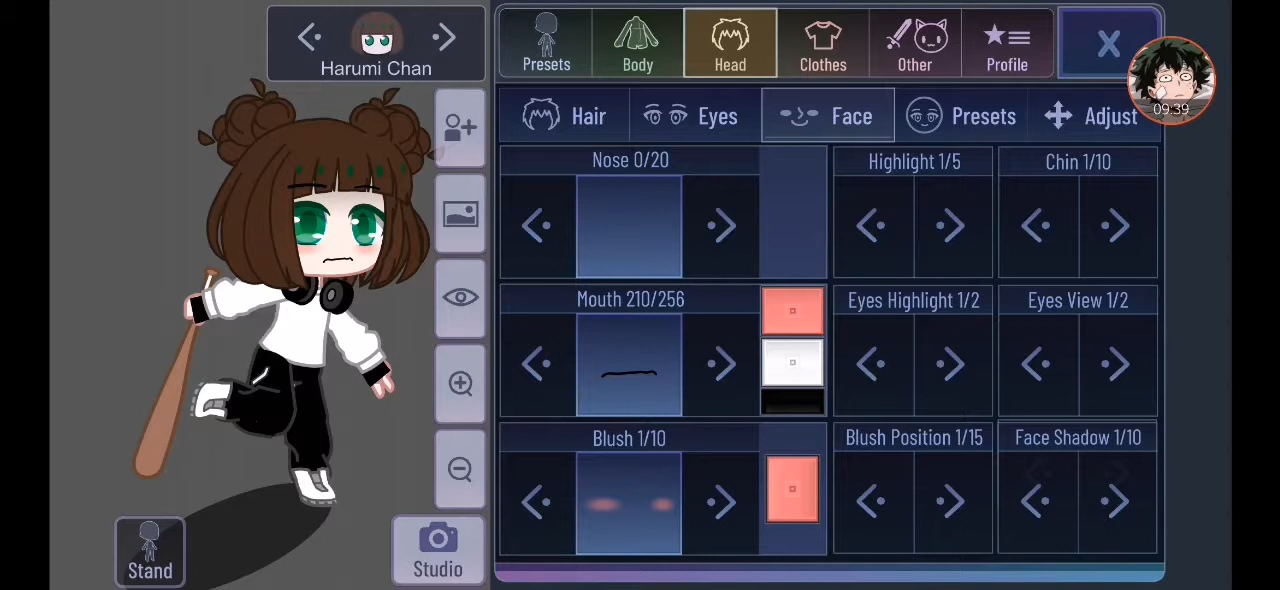 Harumi Chan
Presets
Body
Head
Clothes
Other
Profile
X
09:39
Hair
Eyes
Face
Presets
Adjust
Nose 0/20
Highlight 1/5
Chin 1/10
Mouth 210/256
Eyes Highlight 1/2
Eyes View 1/2
Blush 1/10
Blush Position 1/15
Face Shadow 1/10
Stand
Studio